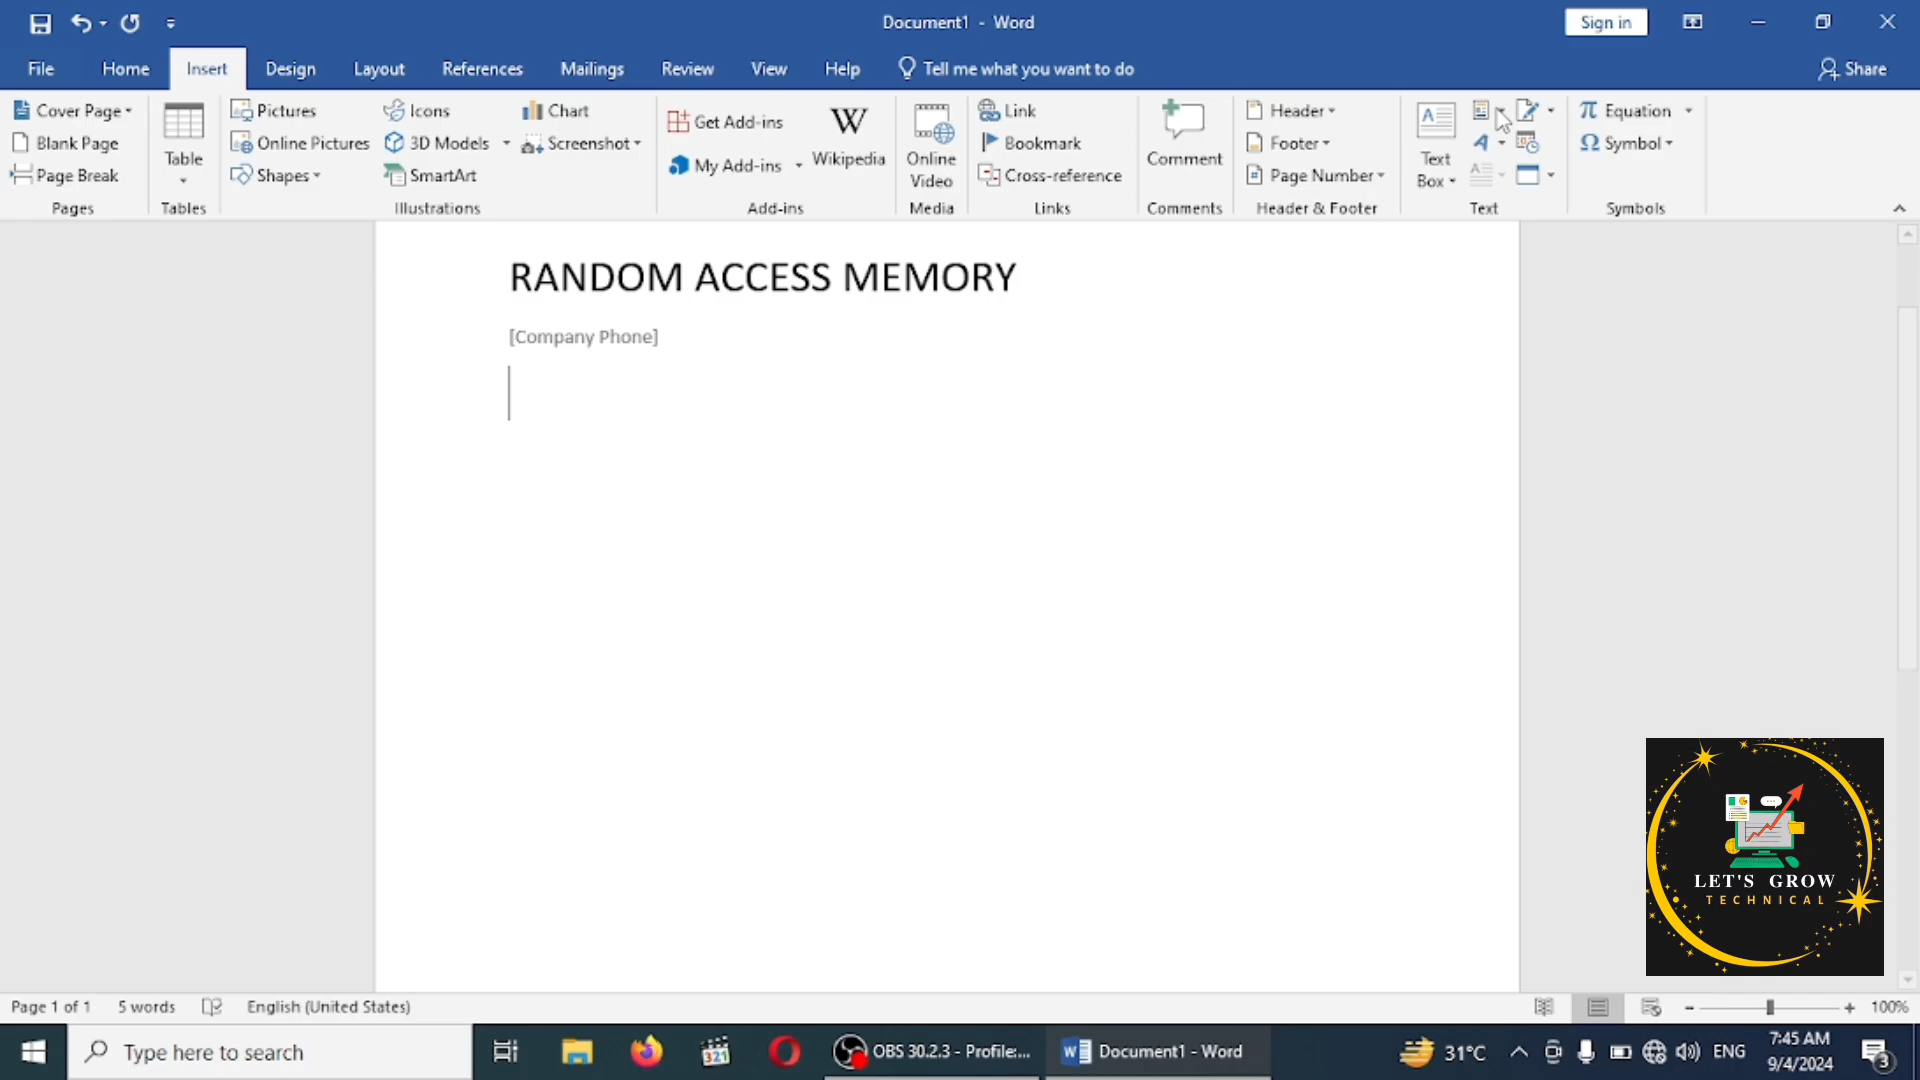 Document1 - Word
Sign in
File Home Insert Design Layout References Mailings Review View Help Tell me what you want to do Share
Cover Page
Blank Page
Page Break
Pages
Table
Tables
Pictures
Online Pictures
Shapes
Icons
3D Models
SmartArt
Chart
Screenshot
Illustrations
Get Add-ins
My Add-ins
W
Wikipedia
Add-ins
Online
Video
Media
Link
Bookmark
Cross-reference
Links
Comment
Comments
Header
Footer
Page Number
Header & Footer
Text
Box
Text
Equation
Symbol
Symbols
RANDOM ACCESS MEMORY
[Company Phone]
LET'S GROW
TECHNICAL
Page 1 of 1 5 words English (United States) 100%
Type here to search
321
OBS 30.2.3 - Profile:...
Document1 - Word
31°C
ENG
7:45 AM
9/4/2024
3